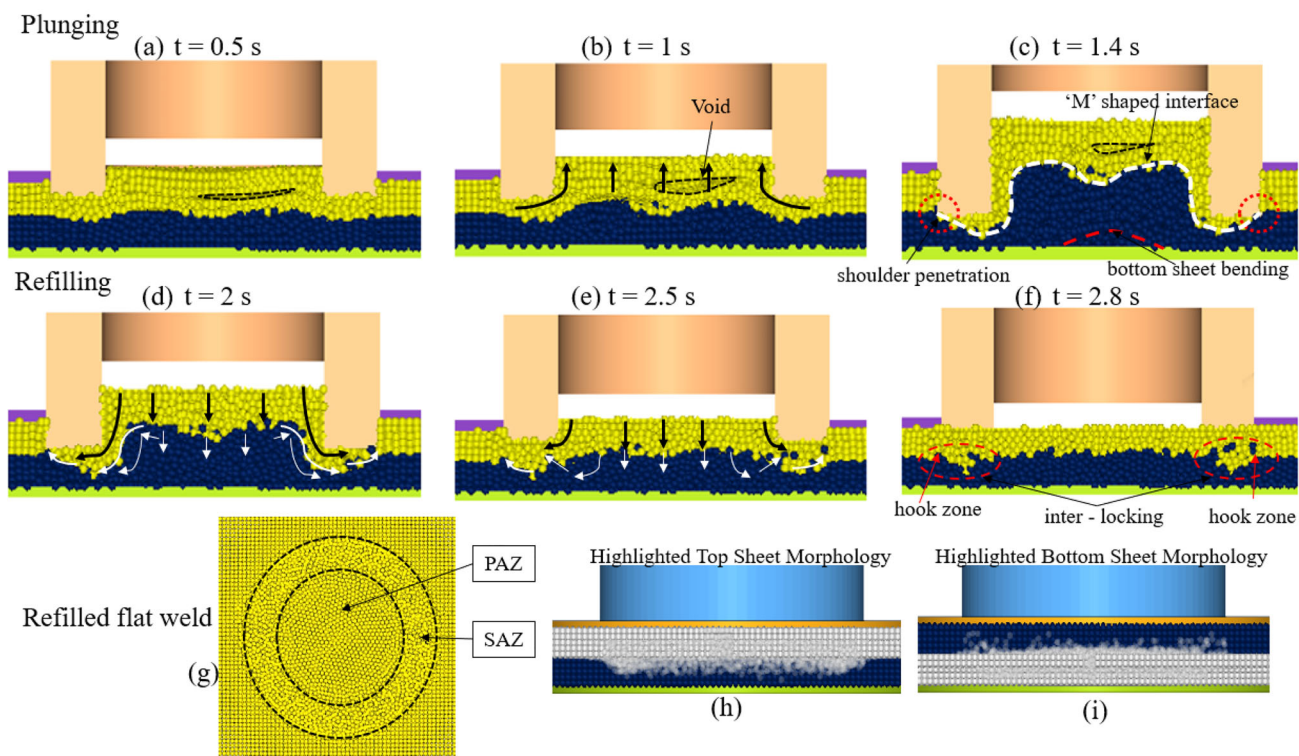 Plunging
(a) t = 0.5 s
(b) t = 1 s
(c) t = 1.4 s
Void
‘M’ shaped interface
shoulder penetration
bottom sheet bending
Refilling
(d) t = 2 s
(e) t = 2.5 s
(f) t = 2.8 s
hook zone
inter - locking
hook zone
Refilled flat weld
PAZ
SAZ
(g)
Highlighted Top Sheet Morphology
(h)
Highlighted Bottom Sheet Morphology
(i)